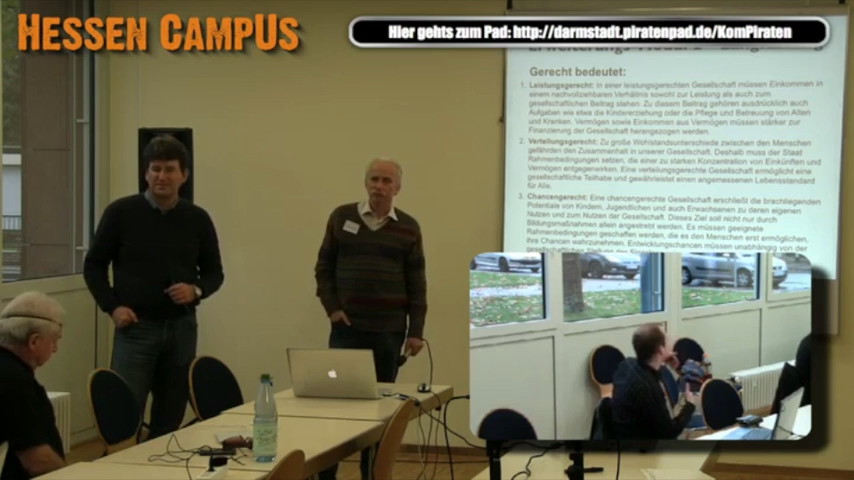 HESSEN CAMPUS
Hier gehts zum Pad: http://darmstadt.piratenpad.de/KomPiraten
Gerecht bedeutet:
1. Leistungsgerecht: In einer leistungsgerechten Gesellschaft müssen Einkommen in
einem nachvollziehbaren Verhältnis sowohl zur Leistung als auch zum
gesellschaftlichen Beitrag stehen. Zu diesem Beitrag gehören ausdrücklich auch
Aufgaben wie etwa die Kindererziehung oder die Pflege und Betreuung von Alten
und Kranken. Vermögen sowie Einkommen aus Vermögen müssen stärker zur
Finanzierung der Gesellschaft herangezogen werden.
2. Verteilungsgerecht: Zu große Wohlstandsunterschiede zwischen den Menschen
gefährden den Zusammenhalt in unserer Gesellschaft. Deshalb muss der Staat
Rahmenbedingungen setzen, die einer zu starken Konzentration von Einkünften und
Vermögen entgegenwirken. Eine verteilungsgerechte Gesellschaft ermöglicht eine
gesellschaftliche Teilhabe und gewährleistet einen angemessenen Lebensstandard
für Alle.
3. Chancengerecht: Eine chancengerechte Gesellschaft erschließt die brachliegenden
Potentiale von Kindern, Jugendlichen und auch Erwachsenen zu deren eigenen
Nutzen und zum Nutzen der Gesellschaft. Dieses Ziel soll nicht nur durch
Bildungsmaßnahmen allein angestrebt werden. Es müssen geeignete
Rahmenbedingungen geschaffen werden, die es den Menschen erst ermöglichen,
ihre Chancen wahrzunehmen. Entwicklungschancen müssen unabhängig von der